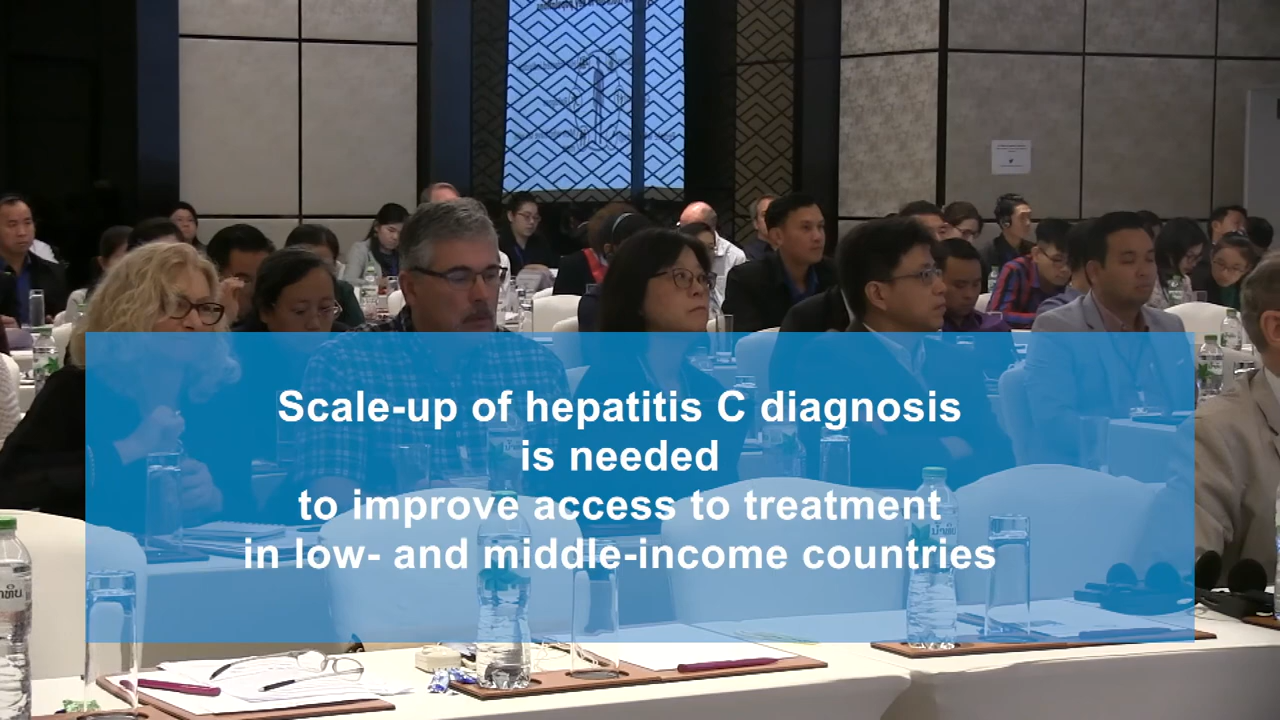 Scale-up of hepatitis C diagnosis
is needed
to improve access to treatment
in low- and middle-income countries